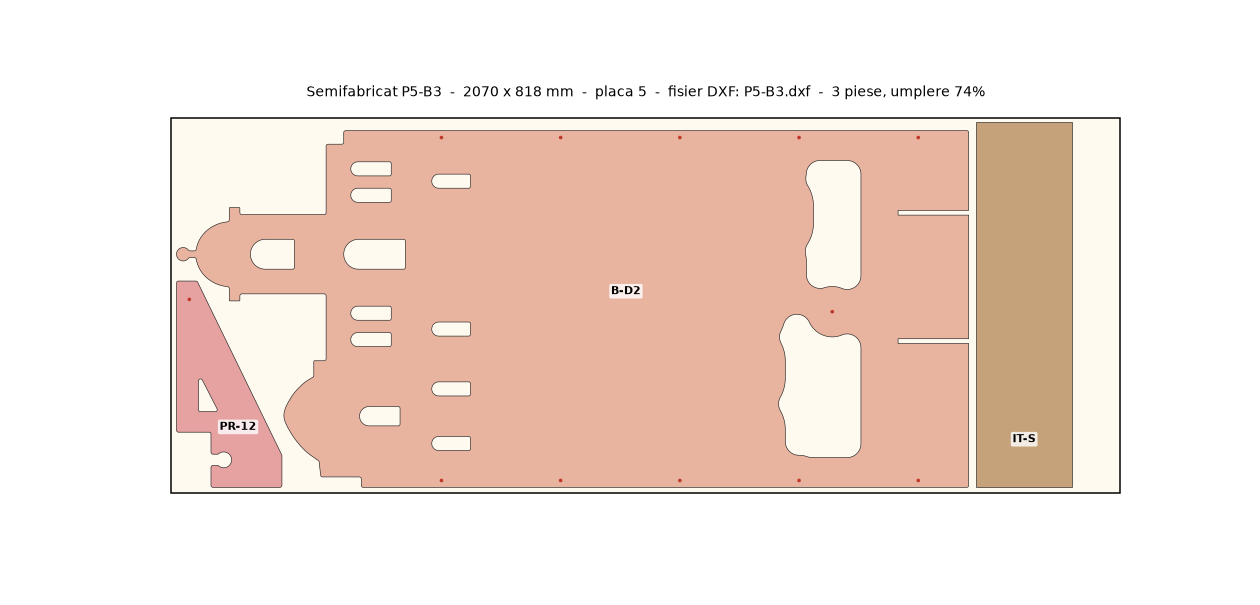 Semifabricat P5-B3  -  2070 x 818 mm  -  placa 5  -  fisier DXF: P5-B3.dxf  -  3 piese, umplere 74%
B-D2
PR-12
IT-S